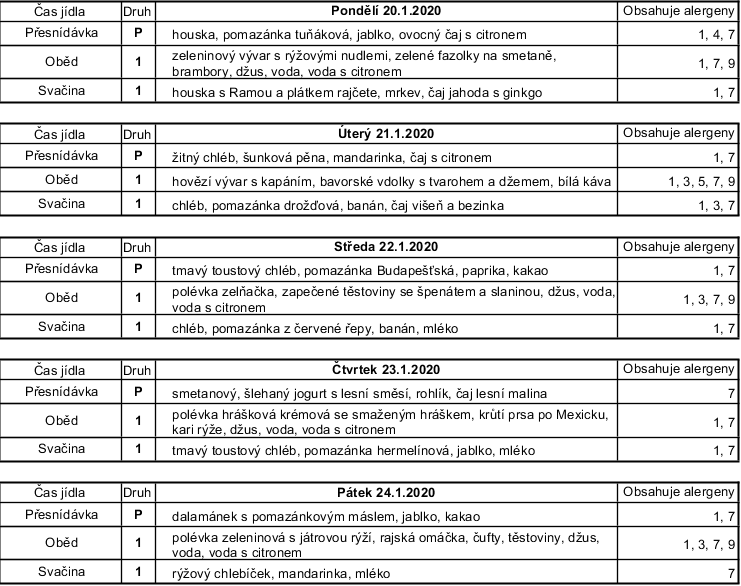 Čas jídla Druh Pondělí 20.1.2020 Obsahuje alergeny
Přesnídávka P houska, pomazánka tuňáková, jablko, ovocný čaj s citronem 1, 4, 7
Oběd 1 zeleninový vývar s rýžovými nudlemi, zelené fazolky na smetaně,
brambory, džus, voda, voda s citronem 1, 7, 9
Svačina 1 houska s Ramou a plátkem rajčete, mrkev, čaj jahoda s ginkgo 1, 7
Čas jídla Druh Úterý 21.1.2020 Obsahuje alergeny
Přesnídávka P žitný chléb, šunková pěna, mandarinka, čaj s citronem 1, 7
Oběd 1 hovězí vývar s kapáním, bavorské vdolky s tvarohem a džemem, bílá káva 1, 3, 5, 7, 9
Svačina 1 chléb, pomazánka drožďová, banán, čaj višeň a bezinka 1, 3, 7
Čas jídla Druh Středa 22.1.2020 Obsahuje alergeny
Přesnídávka P tmavý toustový chléb, pomazánka Budapešťská, paprika, kakao 1, 7
Oběd 1 polévka zelňačka, zapečené těstoviny se špenátem a slaninou, džus, voda,
voda s citronem 1, 3, 7, 9
Svačina 1 chléb, pomazánka z červené řepy, banán, mléko 1, 7
Čas jídla Druh Čtvrtek 23.1.2020 Obsahuje alergeny
Přesnídávka P smetanový, šlehaný jogurt s lesní směsí, rohlík, čaj lesní malina 7
Oběd 1 polévka hrášková krémová se smaženým hráškem, krůtí prsa po Mexicku,
kari rýže, džus, voda, voda s citronem 1, 7
Svačina 1 tmavý toustový chléb, pomazánka hermelínová, jablko, mléko 1, 7
Čas jídla Druh Pátek 24.1.2020 Obsahuje alergeny
Přesnídávka P dalamánek s pomazánkovým máslem, jablko, kakao 1, 7
Oběd 1 polévka zeleninová s játrovou rýží, rajská omáčka, čufty, těstoviny, džus,
voda, voda s citronem 1, 3, 7, 9
Svačina 1 rýžový chlebíček, mandarinka, mléko 7